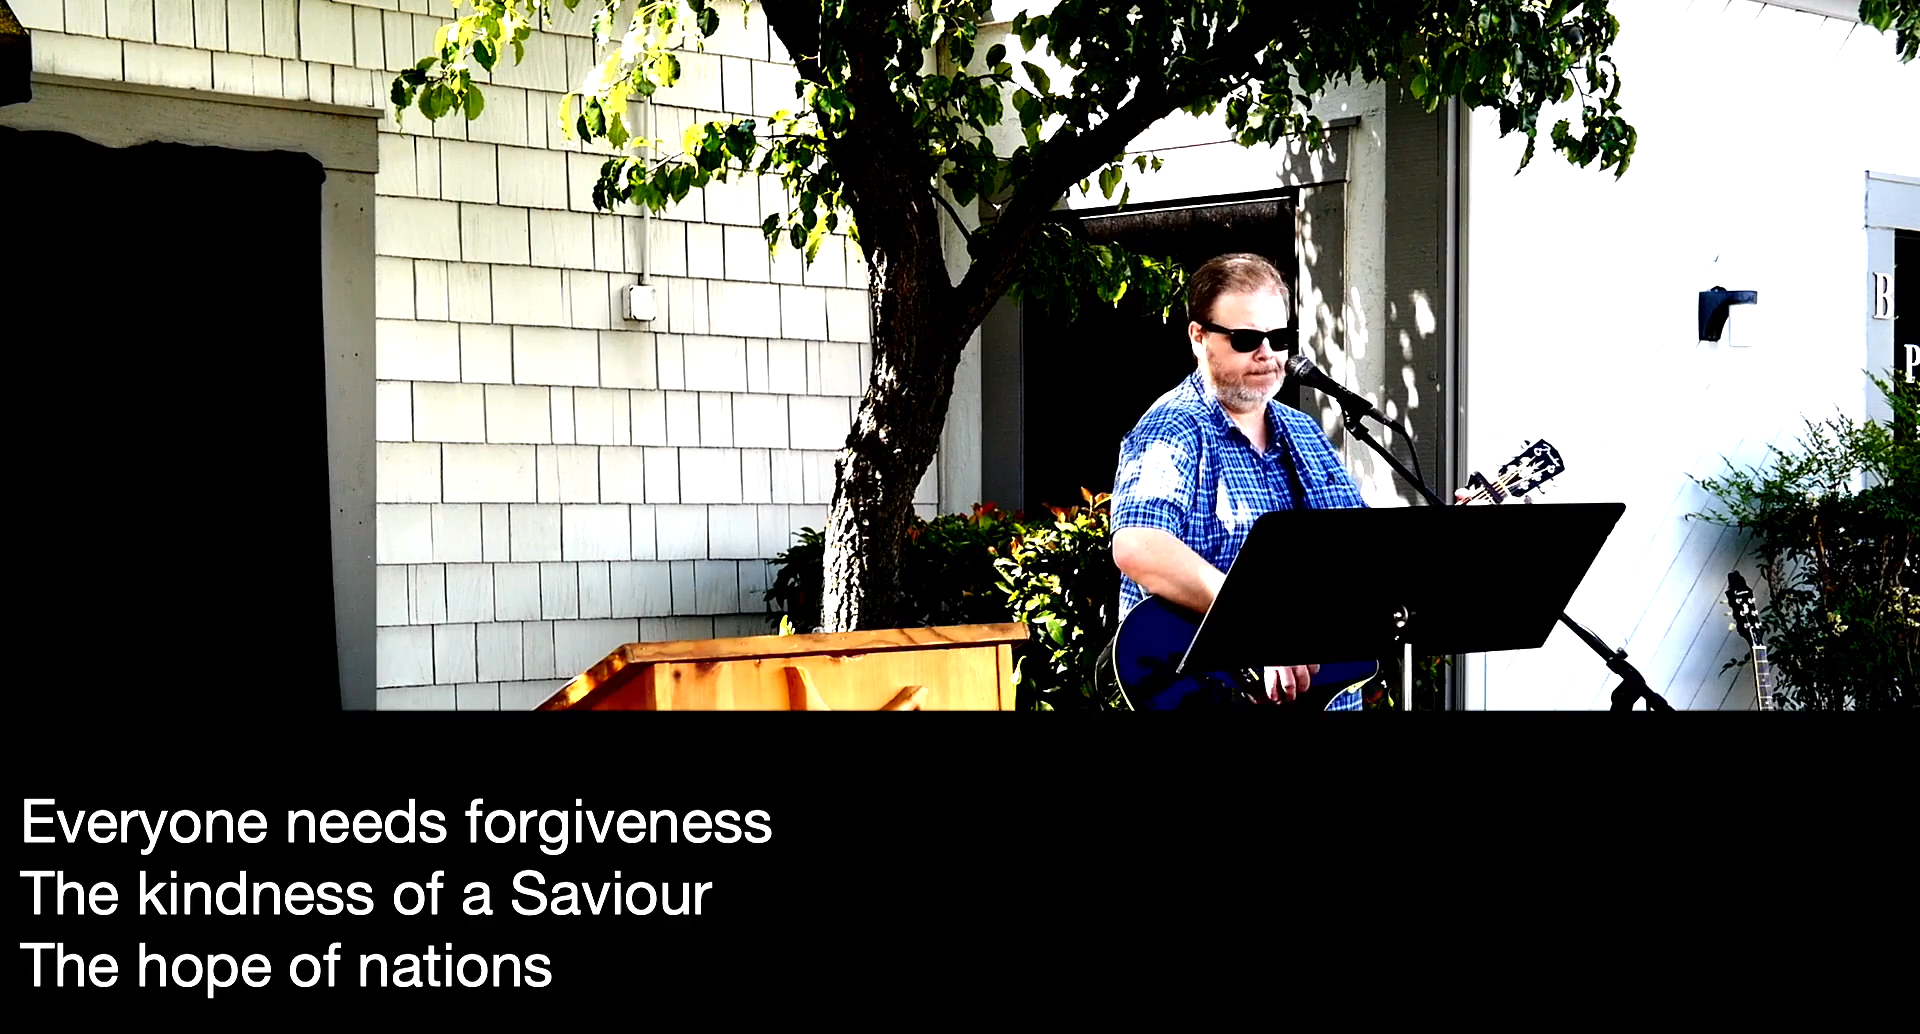 B
P
Everyone needs forgiveness
The kindness of a Saviour
The hope of nations